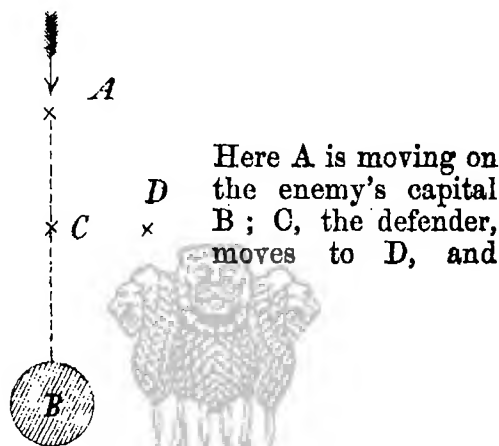 A
D
C
B
Here A is moving on
the enemy's capital
B ; C, the defender,
moves to D, and